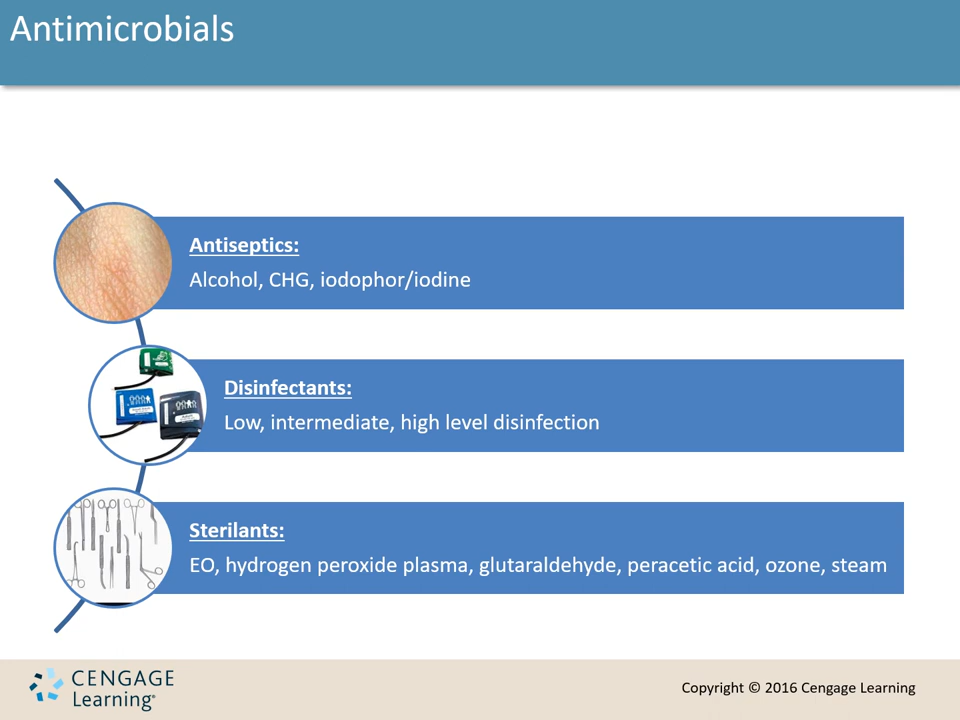 Antimicrobials
Antiseptics:
Alcohol, CHG, iodophor/iodine
Disinfectants:
Low, intermediate, high level disinfection
Sterilants:
EO, hydrogen peroxide plasma, glutaraldehyde, peracetic acid, ozone, steam
CENGAGE
Learning®
Copyright © 2016 Cengage Learning